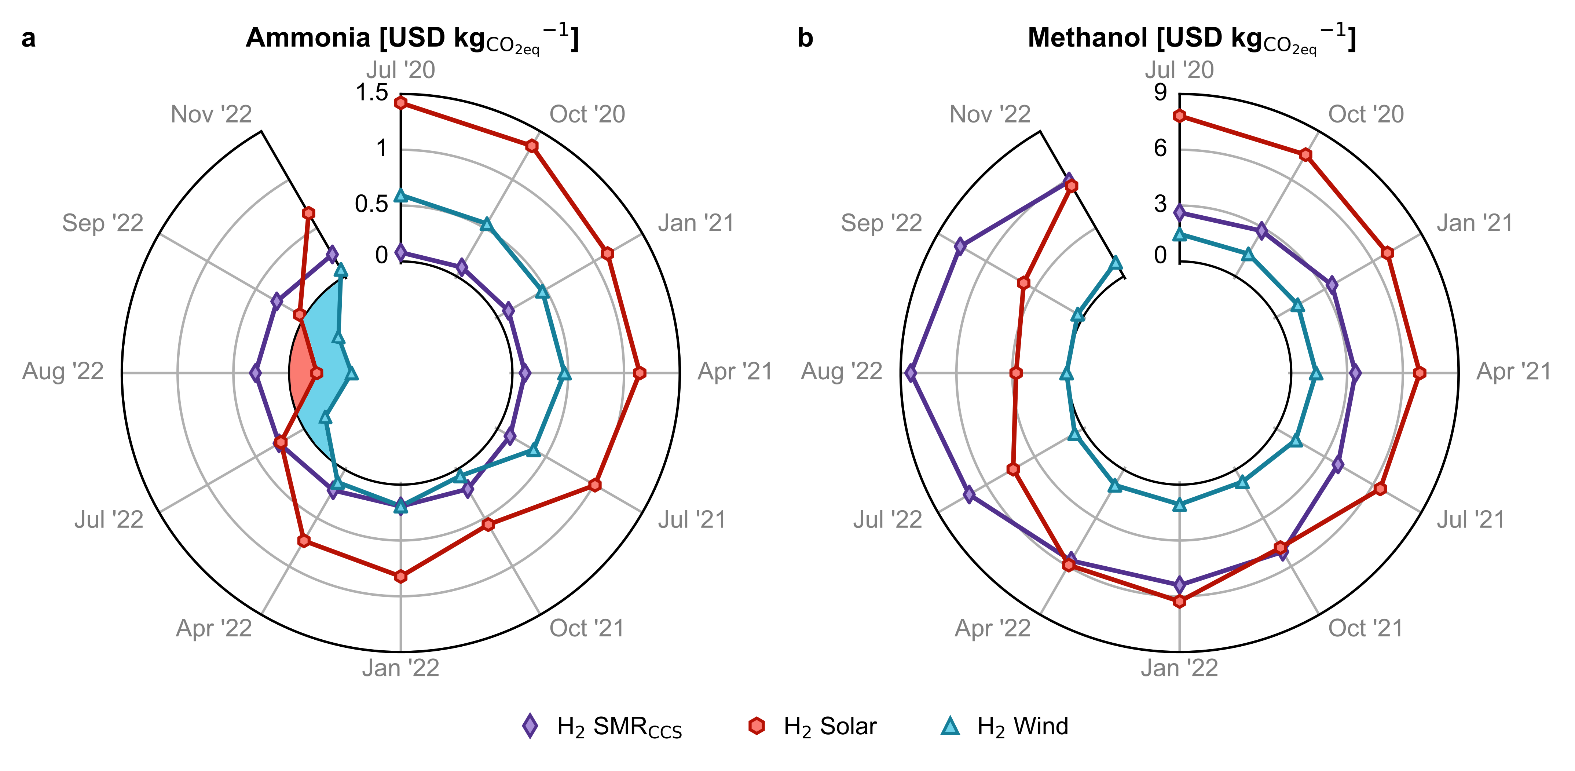 a Ammonia [USD kgCO2eq−1]
Jul '20
1.5
1
0.5
0
Oct '20
Jan '21
Apr '21
Jul '21
Oct '21
Jan '22
Apr '22
Jul '22
Aug '22
Sep '22
Nov '22
b Methanol [USD kgCO2eq−1]
Jul '20
9
6
3
0
Oct '20
Jan '21
Apr '21
Jul '21
Oct '21
Jan '22
Apr '22
Jul '22
Aug '22
Sep '22
Nov '22
H2 SMRCCS H2 Solar H2 Wind